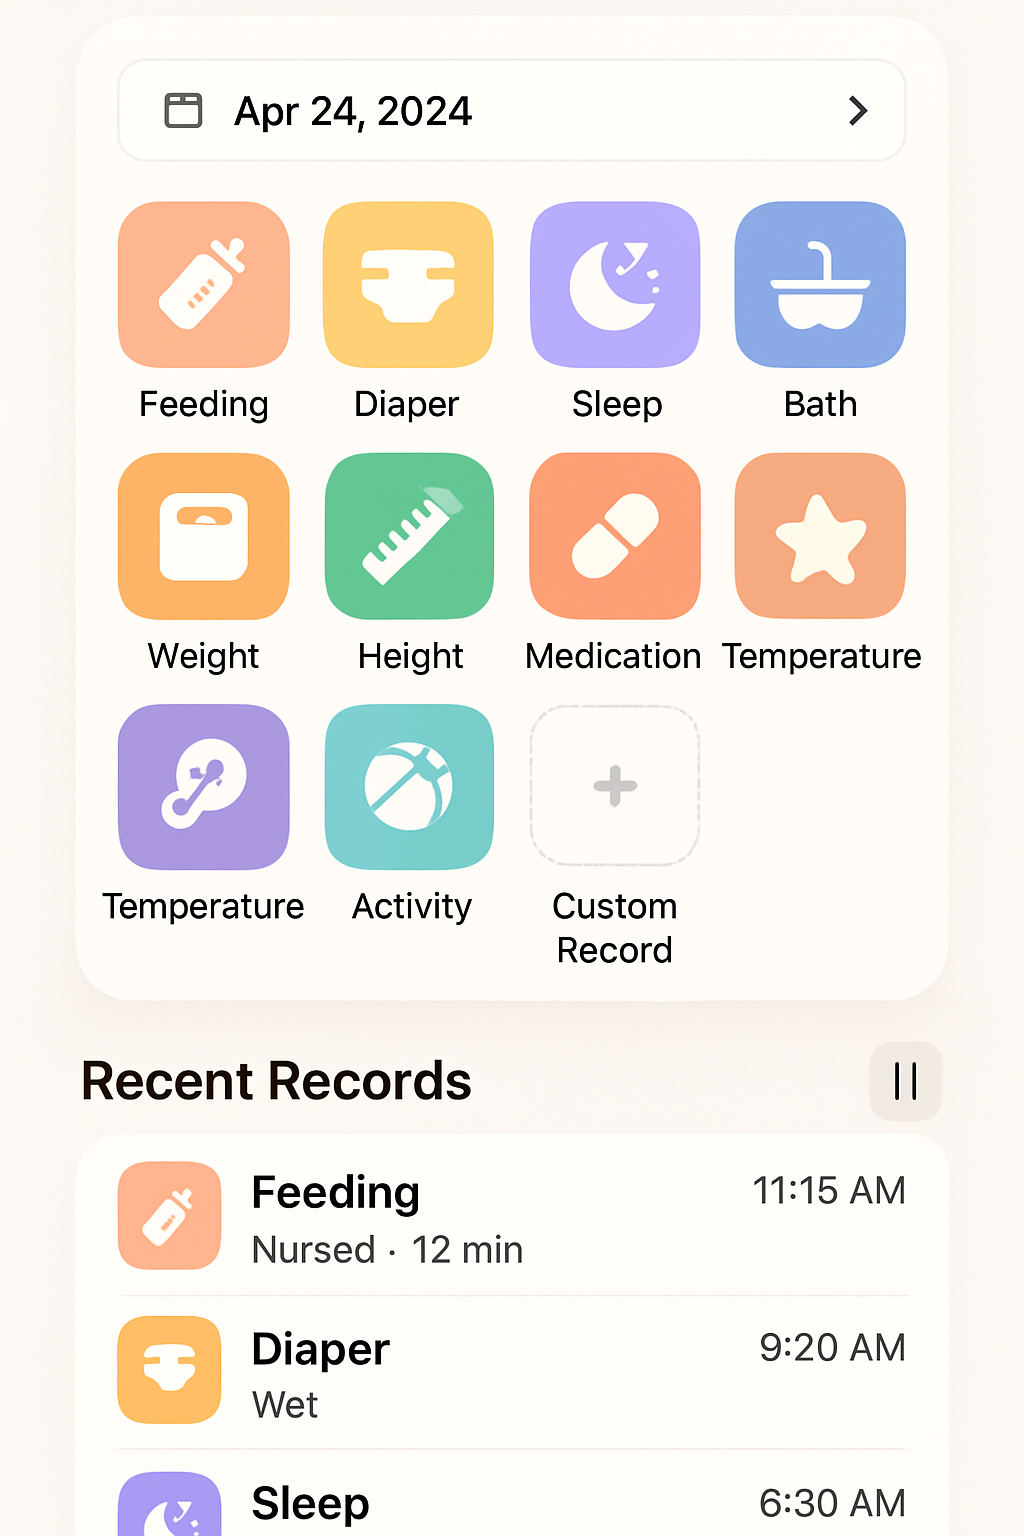 Apr 24, 2024
Feeding
Diaper
Sleep
Bath
Weight
Height
Medication
Temperature
Temperature
Activity
Custom
Record
Recent Records
Feeding
11:15 AM
Nursed · 12 min
Diaper
9:20 AM
Wet
Sleep
6:30 AM